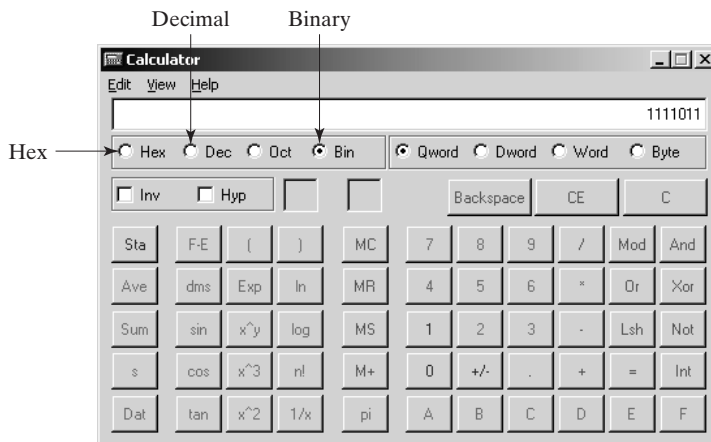 Decimal Binary
Calculator
Edit View Help
1111011
Hex
Hex Dec Oct Bin Qword Dword Word Byte
Inv Hyp Backspace CE C
Sta F-E ( ) MC 7 8 9 / Mod And
Ave dms Exp ln MR 4 5 6 * Or Xor
Sum sin x^y log MS 1 2 3 - Lsh Not
s cos x^3 n! M+ 0 +/- . + = Int
Dat tan x^2 1/x pi A B C D E F